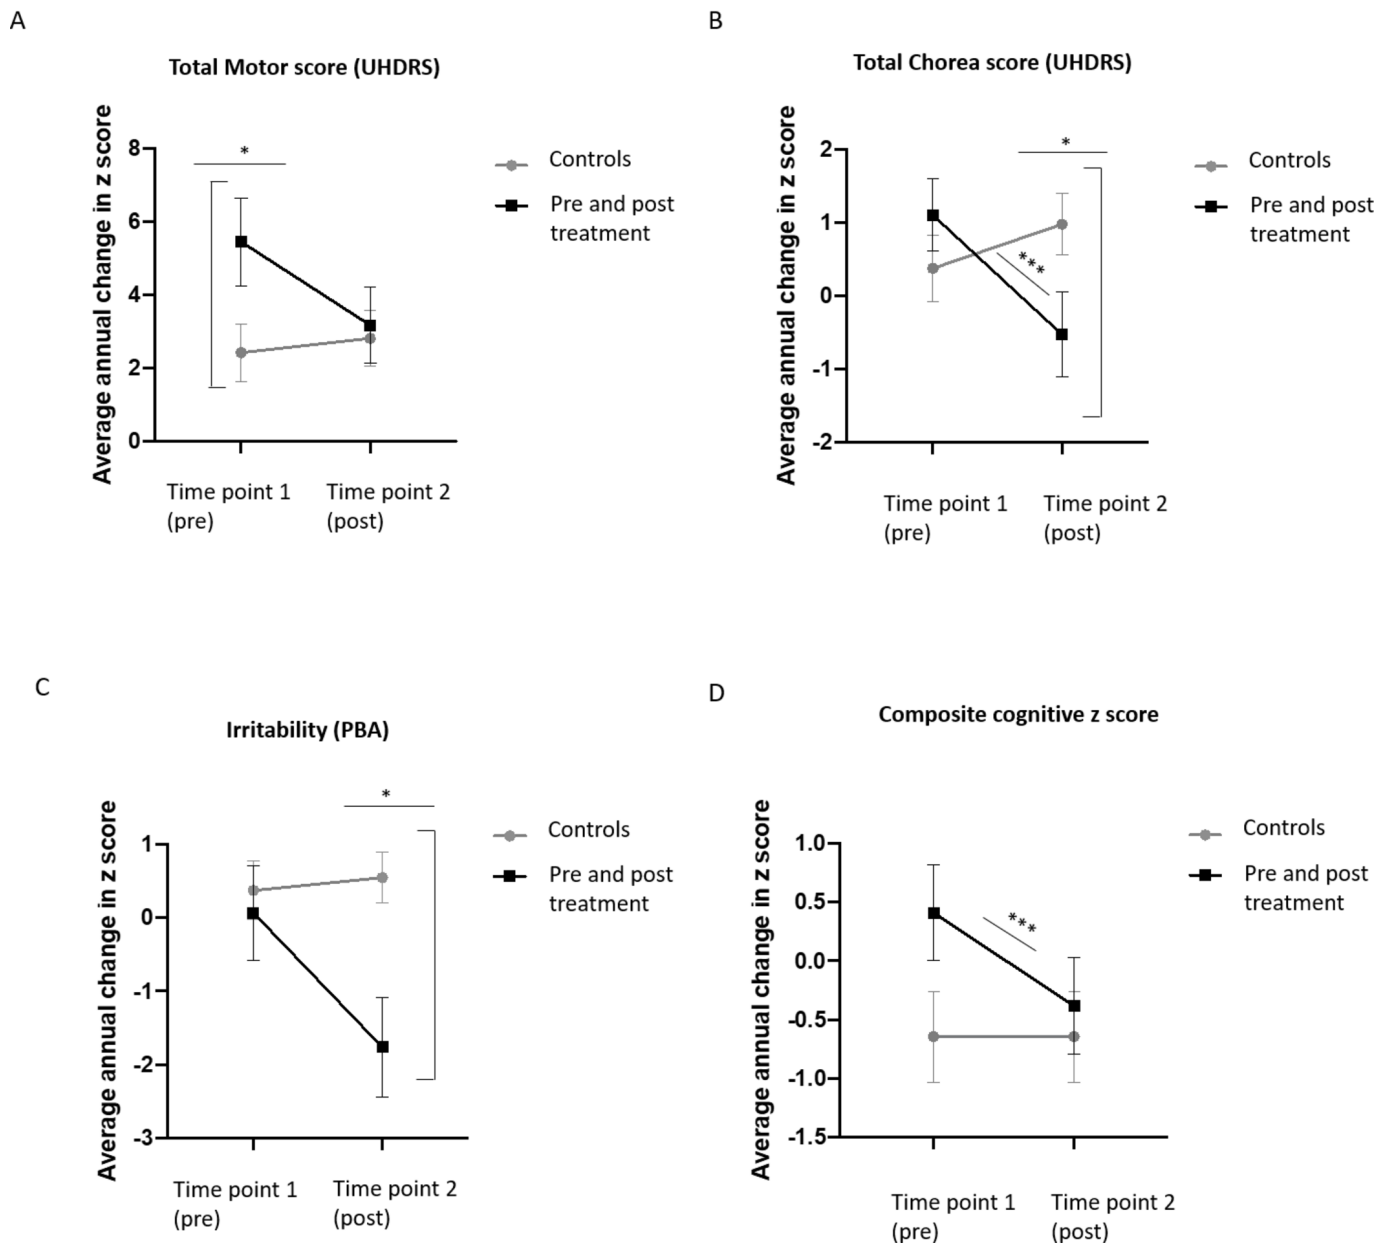 A
Total Motor score (UHDRS)
Average annual change in z score
8
6
4
2
0
*
Controls
Pre and post
treatment
Time point 1
(pre)
Time point 2
(post)
B
Total Chorea score (UHDRS)
Average annual change in z score
2
1
0
-1
-2
*
***
Controls
Pre and post
treatment
Time point 1
(pre)
Time point 2
(post)
C
Irritability (PBA)
Average annual change in z score
1
0
-1
-2
-3
*
Controls
Pre and post
treatment
Time point 1
(pre)
Time point 2
(post)
D
Composite cognitive z score
Average annual change in z score
1.0
0.5
0.0
-0.5
-1.0
-1.5
***
Controls
Pre and post
treatment
Time point 1
(pre)
Time point 2
(post)